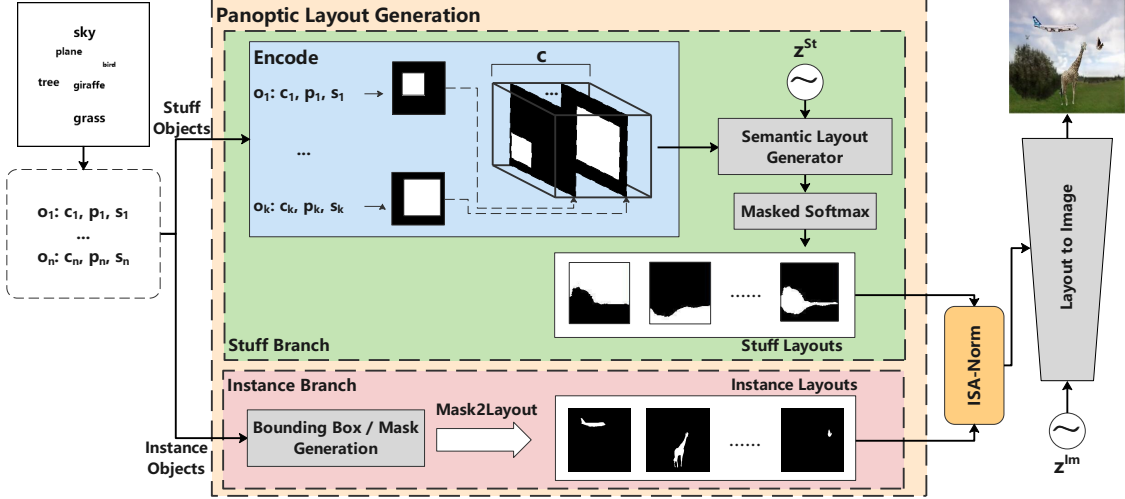 sky
plane
bird
tree
giraffe
grass
o1: c1, p1, s1
...
on: cn, pn, sn
Stuff
Objects
Instance
Objects
Panoptic Layout Generation
Encode
o1: c1, p1, s1
...
ok: ck, pk, sk
C
...
zSt
Semantic Layout
Generator
Masked Softmax
......
Stuff Branch
Stuff Layouts
Instance Branch
Instance Layouts
Bounding Box / Mask
Generation
Mask2Layout
......
ISA-Norm
Layout to Image
zIm